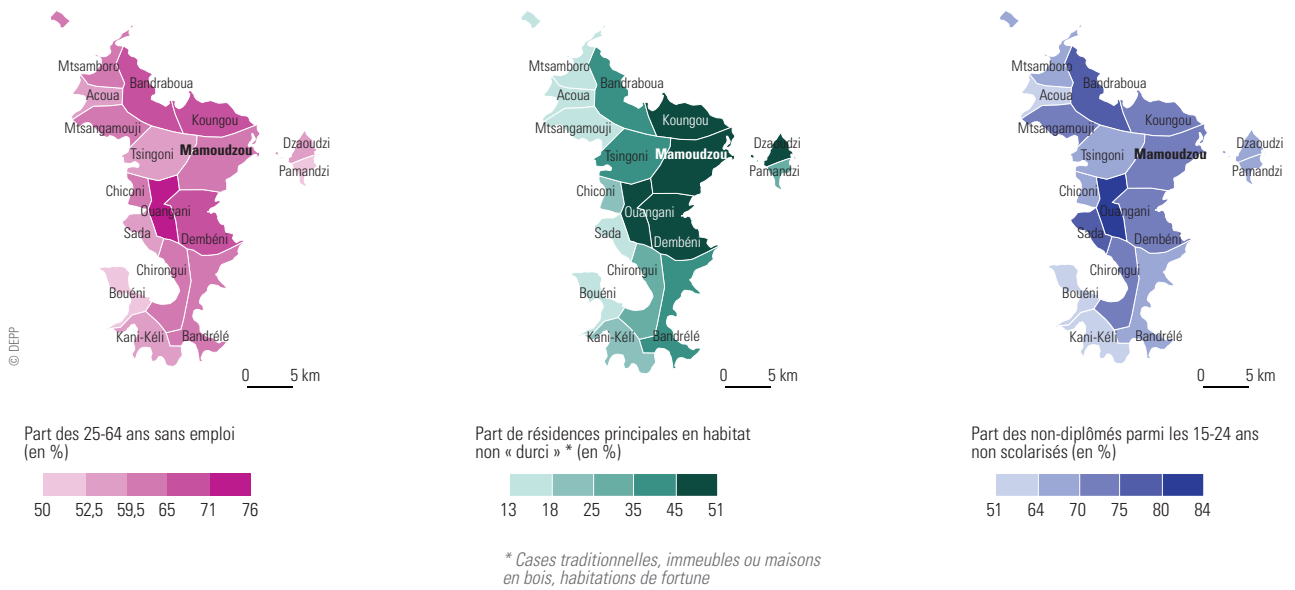 Mtsamboro
Bandraboua
Acoua
Koungou
Mtsangamouji
Dzaoudzi
Tsingoni
Mamoudzou
Pamandzi
Chiconi
Ouangani
Sada
Dembéni
Chirongui
Bouéni
Kani-Kéli
Bandrélé
© DEPP
0 5 km
Part des 25-64 ans sans emploi
(en %)
50 52,5 59,5 65 71 76
Mtsamboro
Bandraboua
Acoua
Koungou
Mtsangamouji
Dzaoudzi
Tsingoni
Mamoudzou
Pamandzi
Chiconi
Ouangani
Sada
Dembéni
Chirongui
Bouéni
Kani-Kéli
Bandrélé
0 5 km
Part de résidences principales en habitat
non « durci » * (en %)
13 18 25 35 45 51
* Cases traditionnelles, immeubles ou maisons
en bois, habitations de fortune
Mtsamboro
Bandraboua
Acoua
Koungou
Mtsangamouji
Dzaoudzi
Tsingoni
Mamoudzou
Pamandzi
Chiconi
Ouangani
Sada
Dembéni
Chirongui
Bouéni
Kani-Kéli
Bandrélé
0 5 km
Part des non-diplômés parmi les 15-24 ans
non scolarisés (en %)
51 64 70 75 80 84